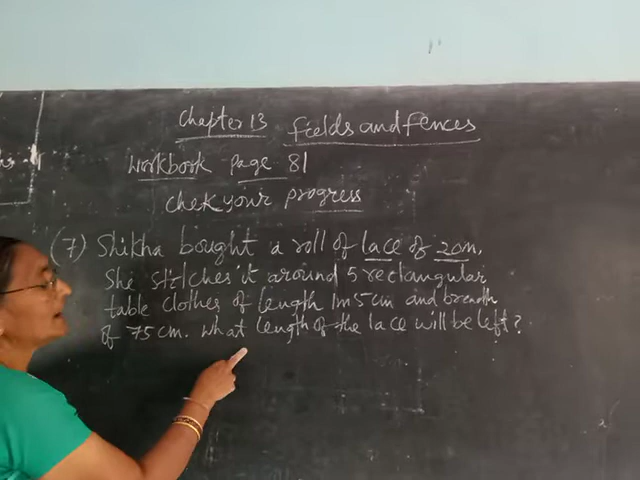 Chapter 13 Fields and Fences
Workbook page 81
Chek your progress
(7) Shikha bought a roll of lace of 20m.
She stitches it around 5 rectangular
table clothes of length 1m 5cm and breadth
of 75 cm. What length of the lace will be left?